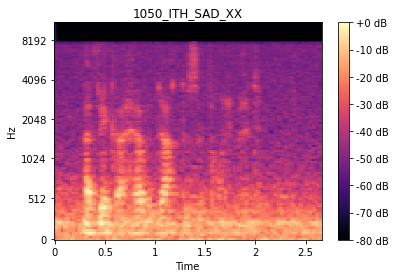 1050_ITH_SAD_XX
8192
4096
2048
1024
512
0
Hz
0
0.5
1
1.5
2
2.5
Time
+0 dB
-10 dB
-20 dB
-30 dB
-40 dB
-50 dB
-60 dB
-70 dB
-80 dB